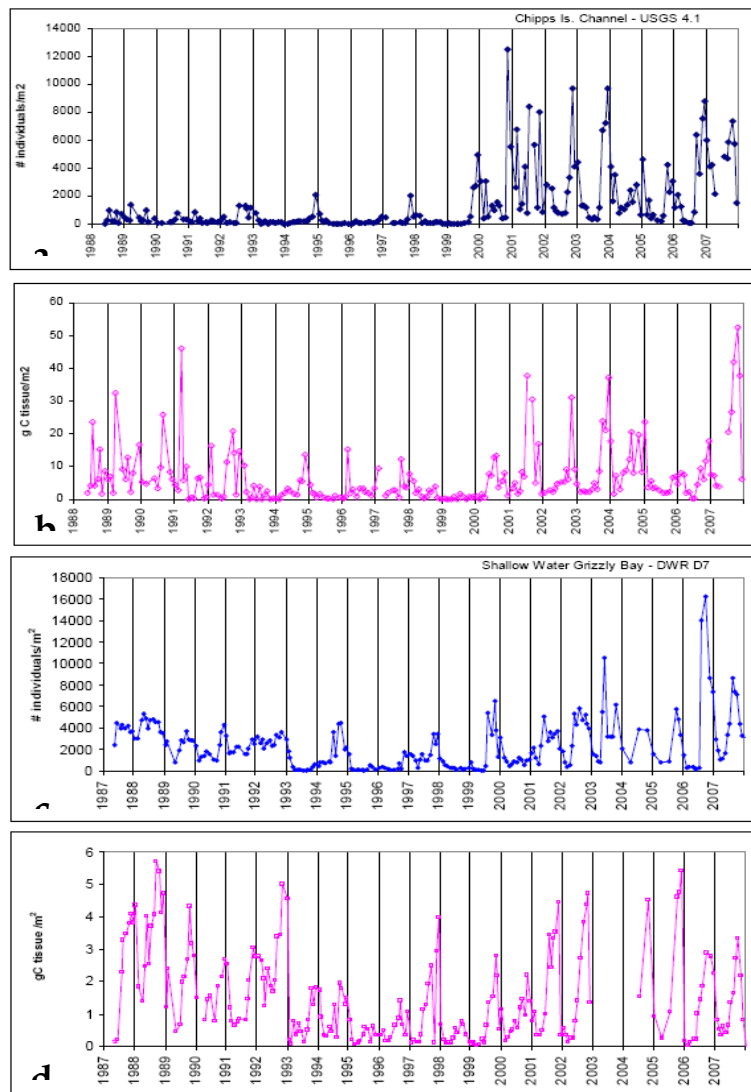 Chipps Is. Channel - USGS 4.1
# individuals/m2
14000
12000
10000
8000
6000
4000
2000
0
1988 1989 1990 1991 1992 1993 1994 1995 1996 1997 1998 1999 2000 2001 2002 2003 2004 2005 2006 2007
g C tissue/m2
60
50
40
30
20
10
0
b
1988 1989 1990 1991 1992 1993 1994 1995 1996 1997 1998 1999 2000 2001 2002 2003 2004 2005 2006 2007
Shallow Water Grizzly Bay - DWR D7
# individuals/m²
18000
16000
14000
12000
10000
8000
6000
4000
2000
0
1987 1988 1989 1990 1991 1992 1993 1994 1995 1996 1997 1998 1999 2000 2001 2002 2003 2004 2005 2006 2007
gC tissue /m²
6
5
4
3
2
1
0
d
1987 1988 1989 1990 1991 1992 1993 1994 1995 1996 1997 1998 1999 2000 2001 2002 2003 2004 2005 2006 2007